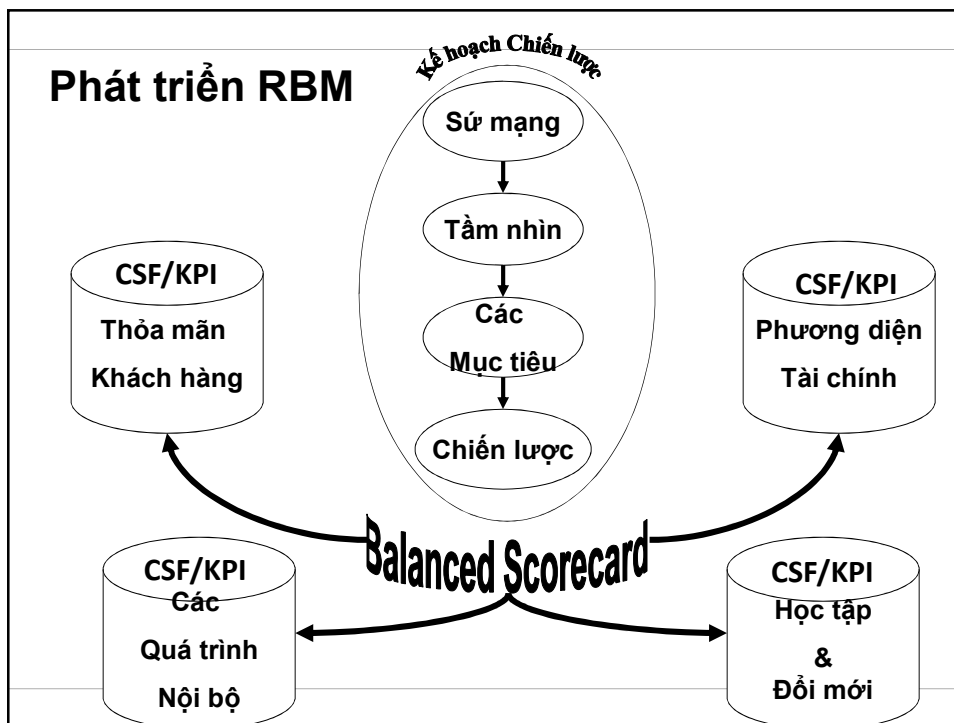 Kế hoạch Chiến lược
Phát triển RBM
Sứ mạng
Tầm nhìn
Các
Mục tiêu
Chiến lược
CSF/KPI
Thỏa mãn
Khách hàng
CSF/KPI
Phương diện
Tài chính
Balanced Scorecard
CSF/KPI
Các
Quá trình
Nội bộ
CSF/KPI
Học tập
&
Đổi mới